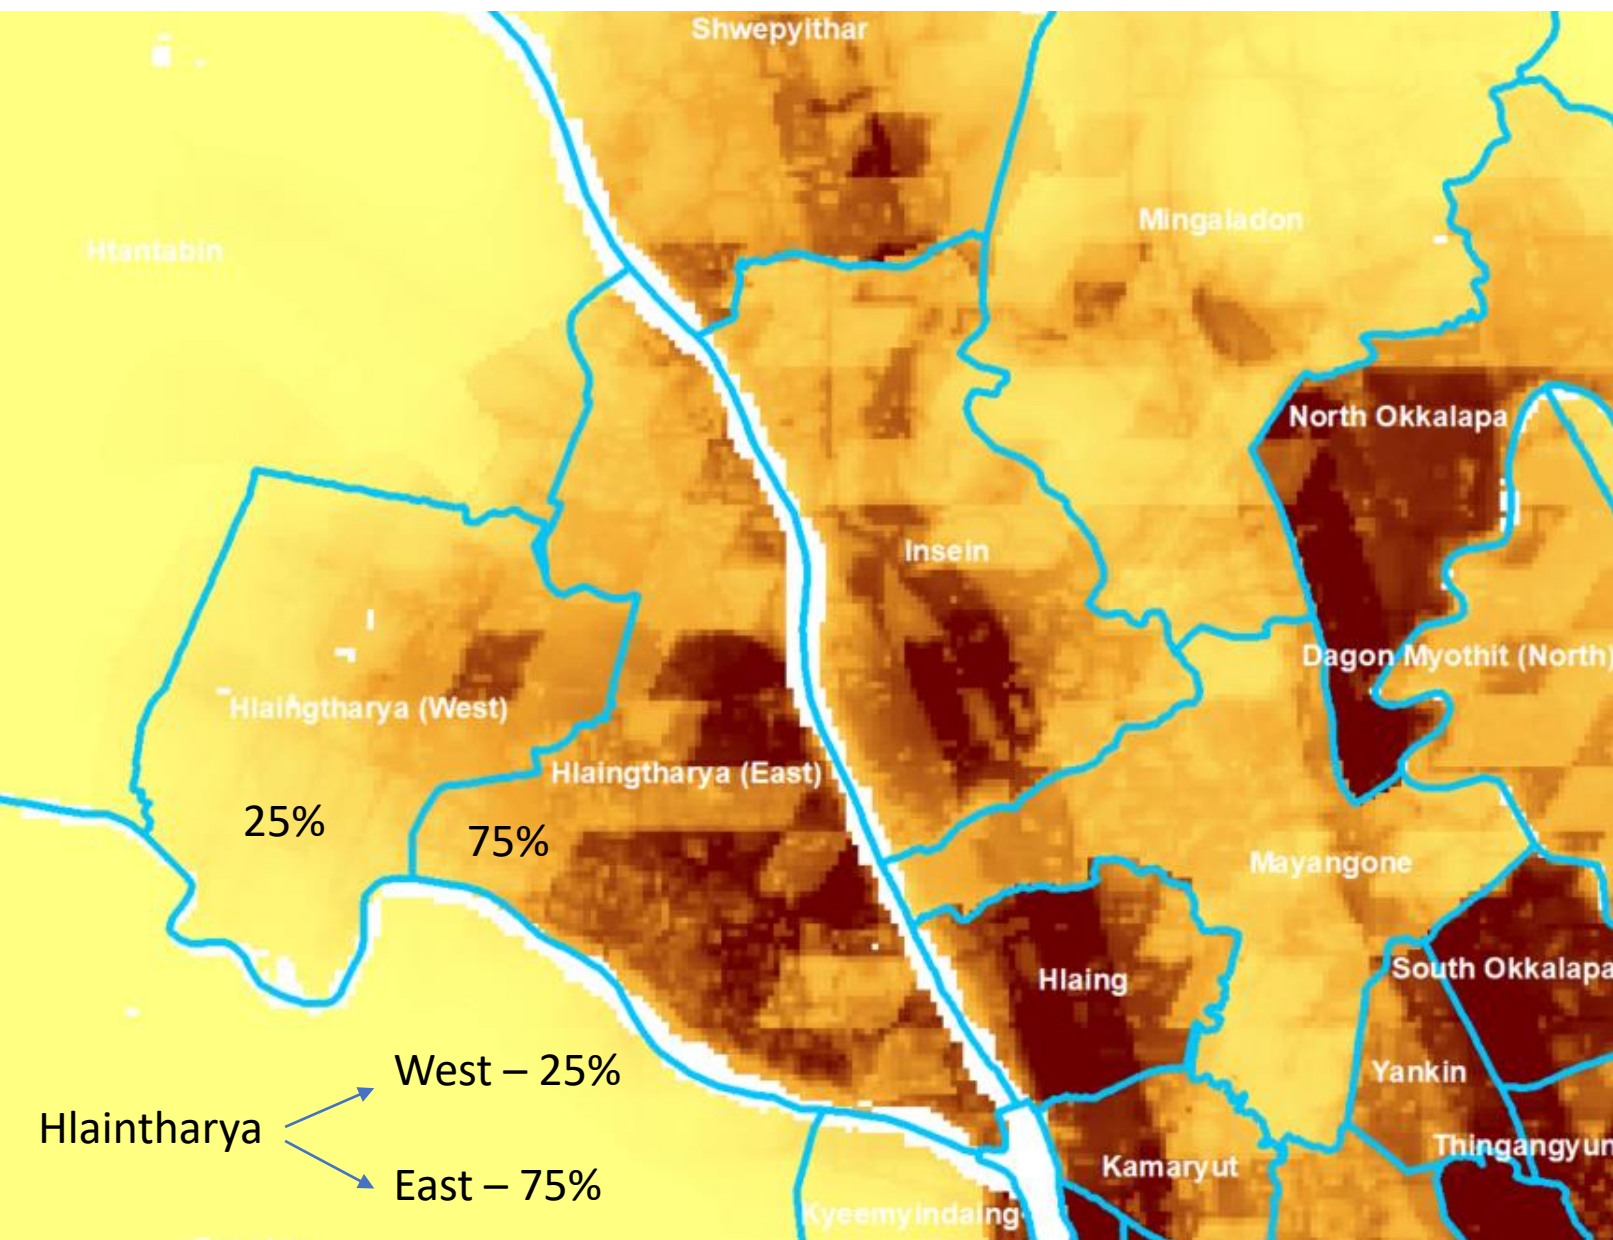 Shwepyithar
Mingaladon
Htantabin
North Okkalapa
Insein
Dagon Myothit (North)
Hlaingtharya (West)
Hlaingtharya (East)
25%
75%
Mayangone
Hlaing
South Okkalapa
West – 25%
Yankin
Hlaintharya
Thingangyun
Kamaryut
East – 75%
Kyeemyindaing